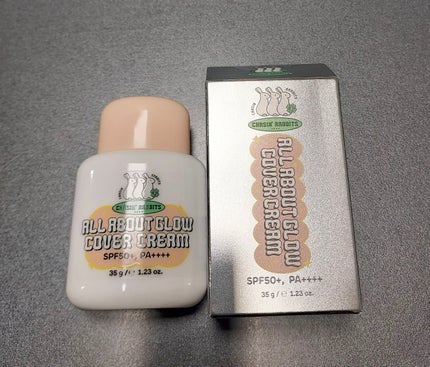 CHASIN' RABBITS
ALL ABOUT GLOW
COVER CREAM
SPF50+, PA++++
35 g / ℮ 1.23 oz.
CHASIN' RABBITS
ALL ABOUT GLOW
COVER CREAM
SPF50+, PA++++
35 g / ℮ 1.23 oz.